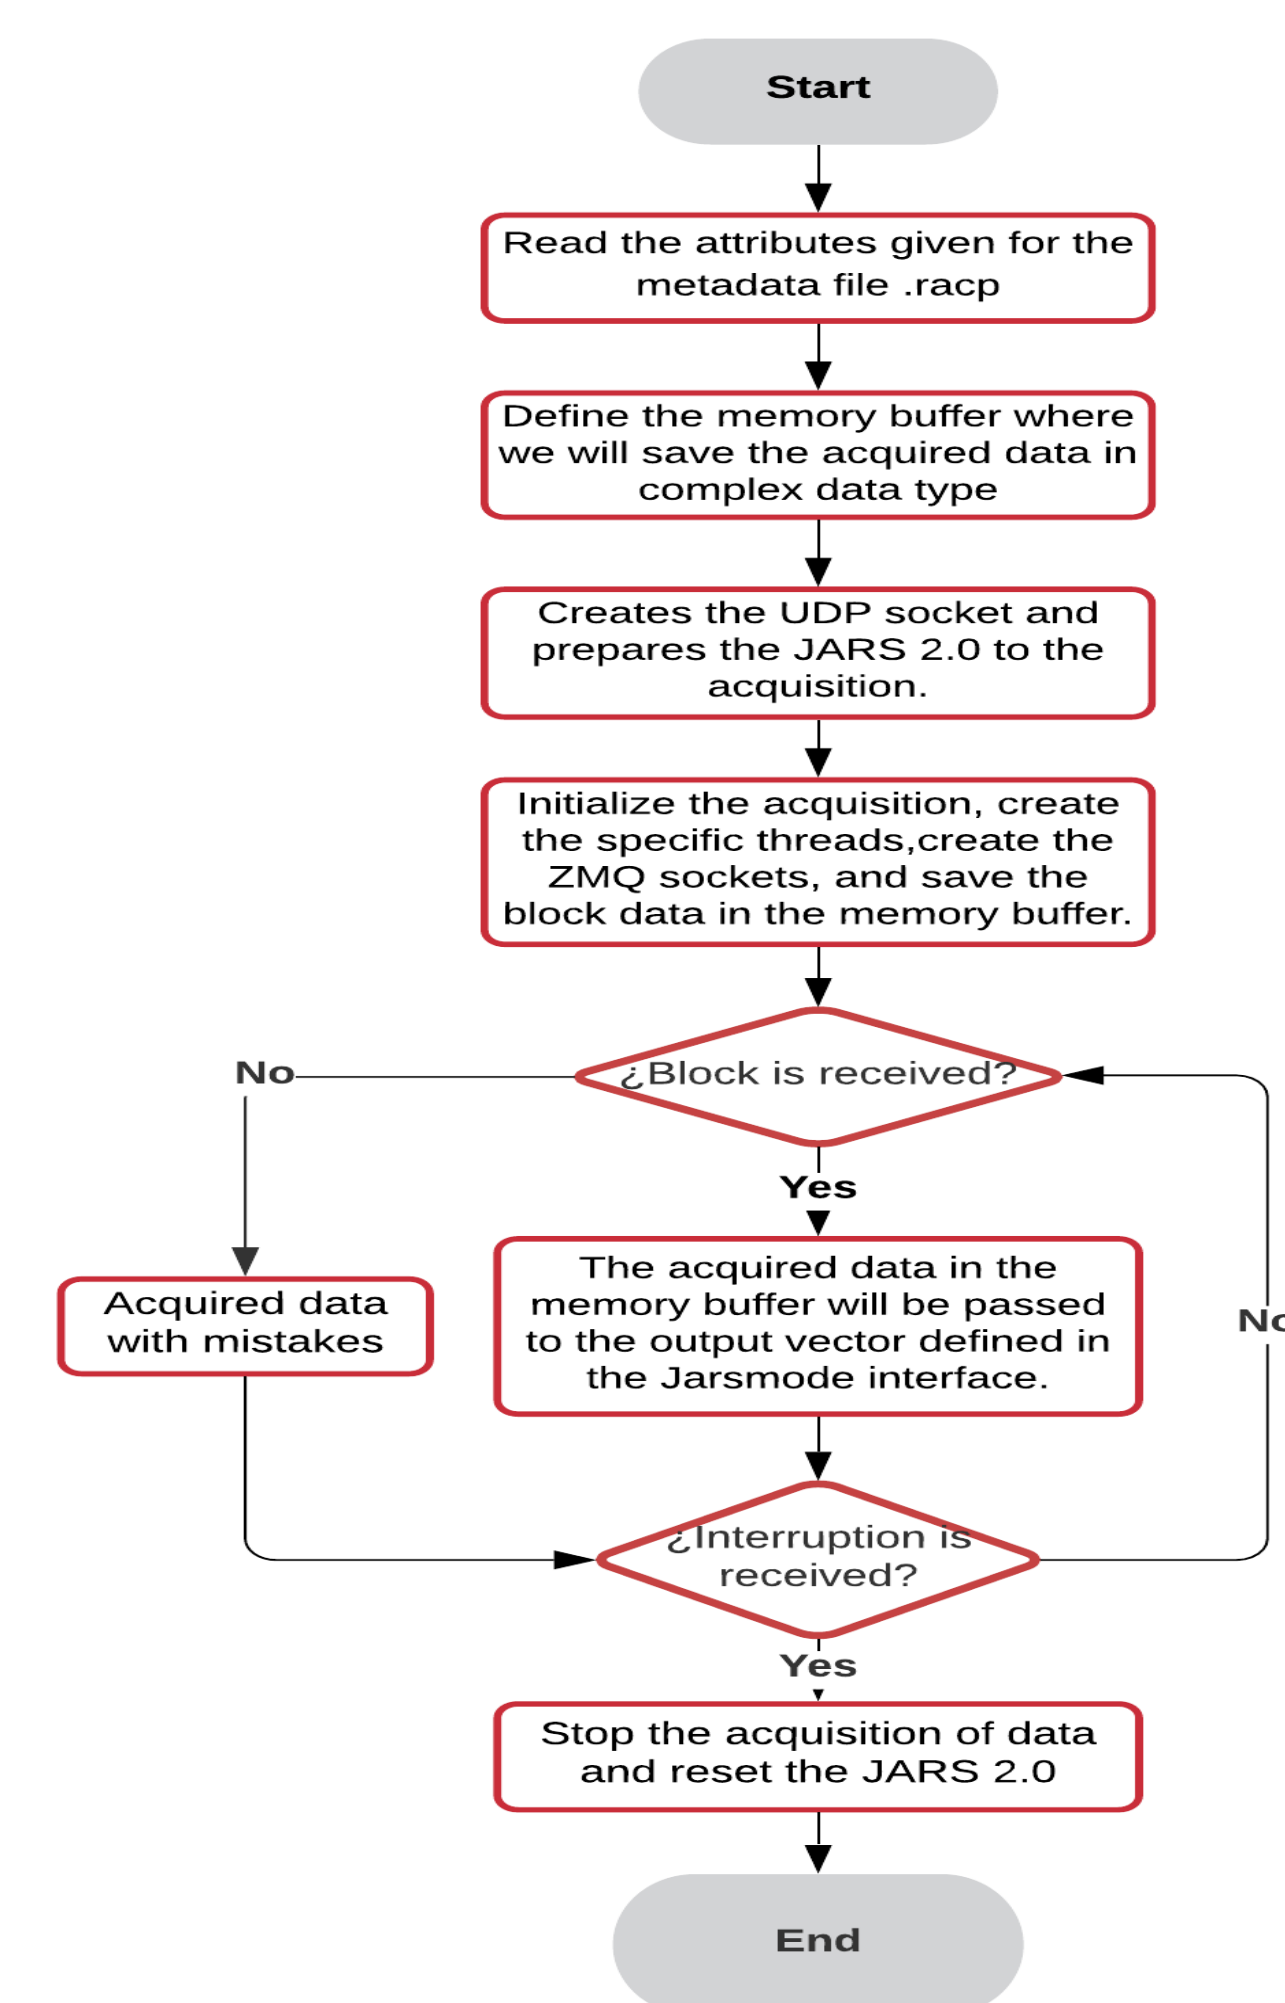 Start
Read the attributes given for the
metadata file .racp
Define the memory buffer where
we will save the acquired data in
complex data type
Creates the UDP socket and
prepares the JARS 2.0 to the
acquisition.
Initialize the acquisition, create
the specific threads,create the
ZMQ sockets, and save the
block data in the memory buffer.
¿Block is received?
No
Yes
The acquired data in the
memory buffer will be passed
to the output vector defined in
the Jarsmode interface.
Acquired data
with mistakes
No
¿Interruption is
received?
Yes
Stop the acquisition of data
and reset the JARS 2.0
End